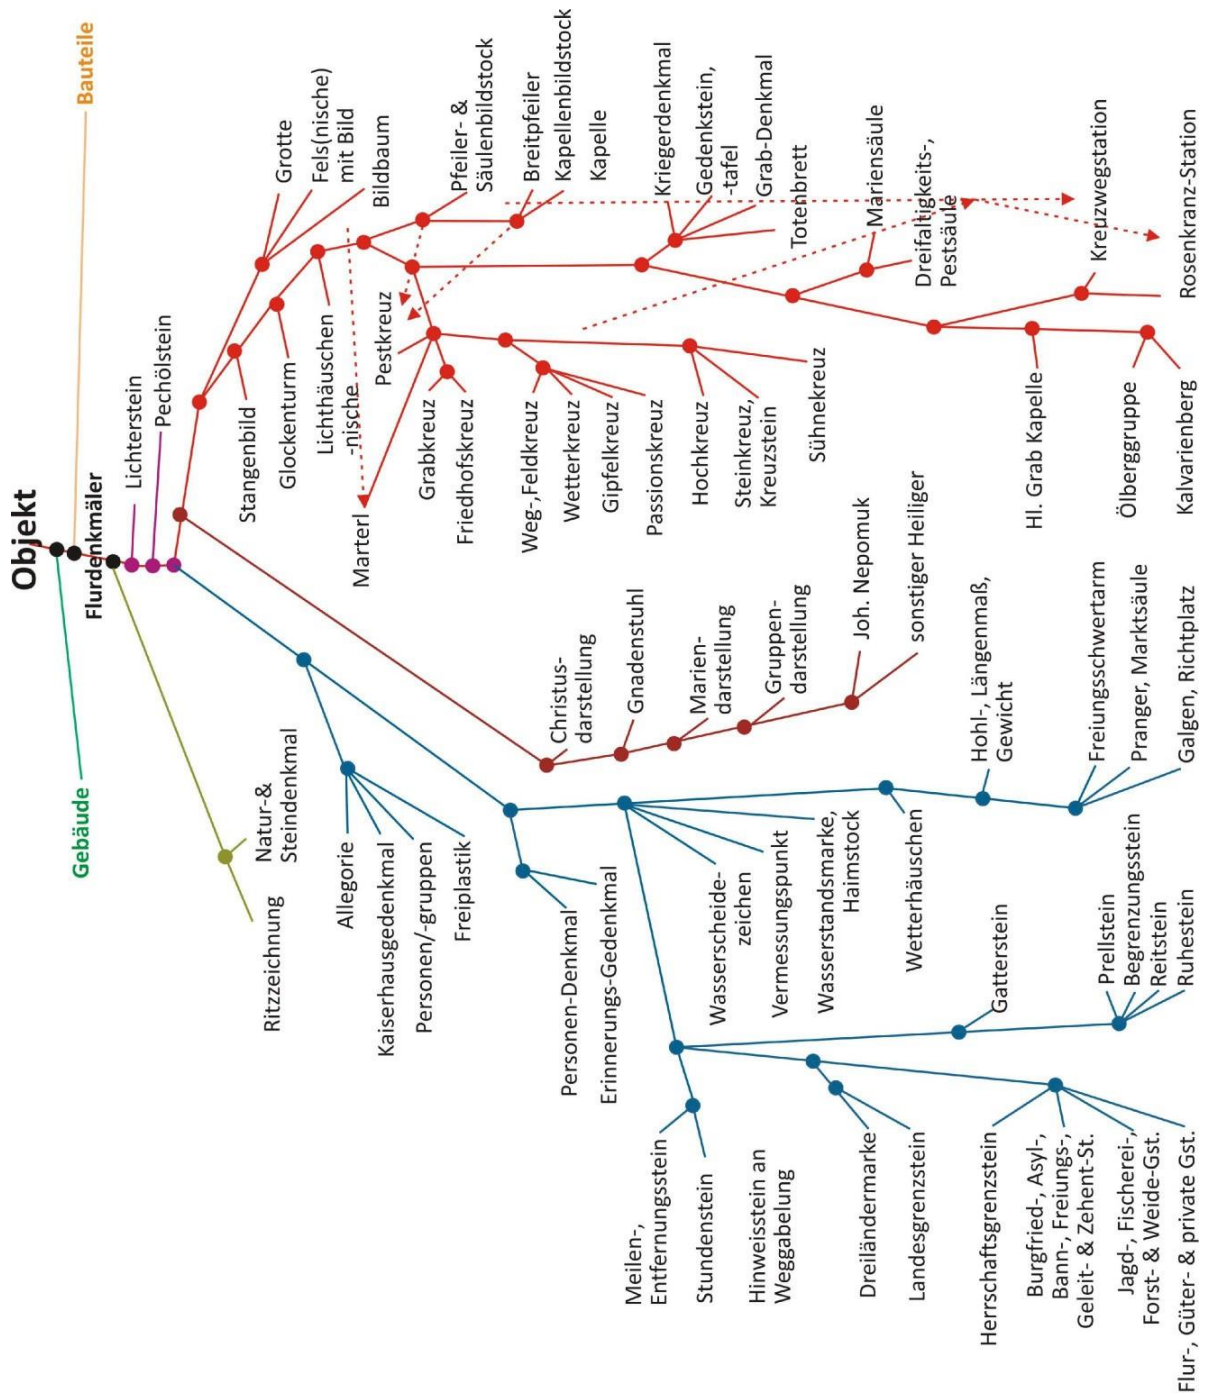 Objekt
Bauteile
Gebäude
Flurdenkmäler
Lichterstein
Pechölstein
Natur-&
Steindenkmal
Ritzzeichnung
Grotte
Fels(nische)
mit Bild
Bildbaum
Stangenbild
Glockenturm
Lichthäuschen
-nische
Pfeiler- &
Säulenbildstock
Breitpfeiler
Kapellenbildstock
Kapelle
Marterl
Pestkreuz
Grabkreuz
Friedhofskreuz
Weg-,Feldkreuz
Wetterkreuz
Gipfelkreuz
Passionskreuz
Hochkreuz
Steinkreuz,
Kreuzstein
Sühnekreuz
Kriegerdenkmal
Gedenkstein,
-tafel
Grab-Denkmal
Totenbrett
Mariensäule
Dreifaltigkeits-,
Pestsäule
Kreuzwegstation
Rosenkranz-Station
Hl. Grab Kapelle
Ölberggruppe
Kalvarienberg
Christus-
darstellung
Gnadenstuhl
Marien-
darstellung
Gruppen-
darstellung
Joh. Nepomuk
sonstiger Heiliger
Allegorie
Kaiserhausgedenkmal
Personen/-gruppen
Freiplastik
Personen-Denkmal
Erinnerungs-Gedenkmal
Wasserscheide-
zeichen
Vermessungspunkt
Wasserstandsmarke,
Haimstock
Wetterhäuschen
Hohl-, Längenmaß,
Gewicht
Freiungsschwertarm
Pranger, Marktsäule
Galgen, Richtplatz
Gatterstein
Prellstein
Begrenzungsstein
Reitstein
Ruhestein
Meilen-,
Entfernungsstein
Stundenstein
Hinweisstein an
Weggabelung
Dreiländermarke
Landesgrenzstein
Herrschaftsgrenzstein
Burgfried-, Asyl-,
Bann-, Freiungs-,
Geleit- & Zehent-St.
Jagd-, Fischerei-,
Forst- & Weide-Gst.
Flur-, Güter- & private Gst.